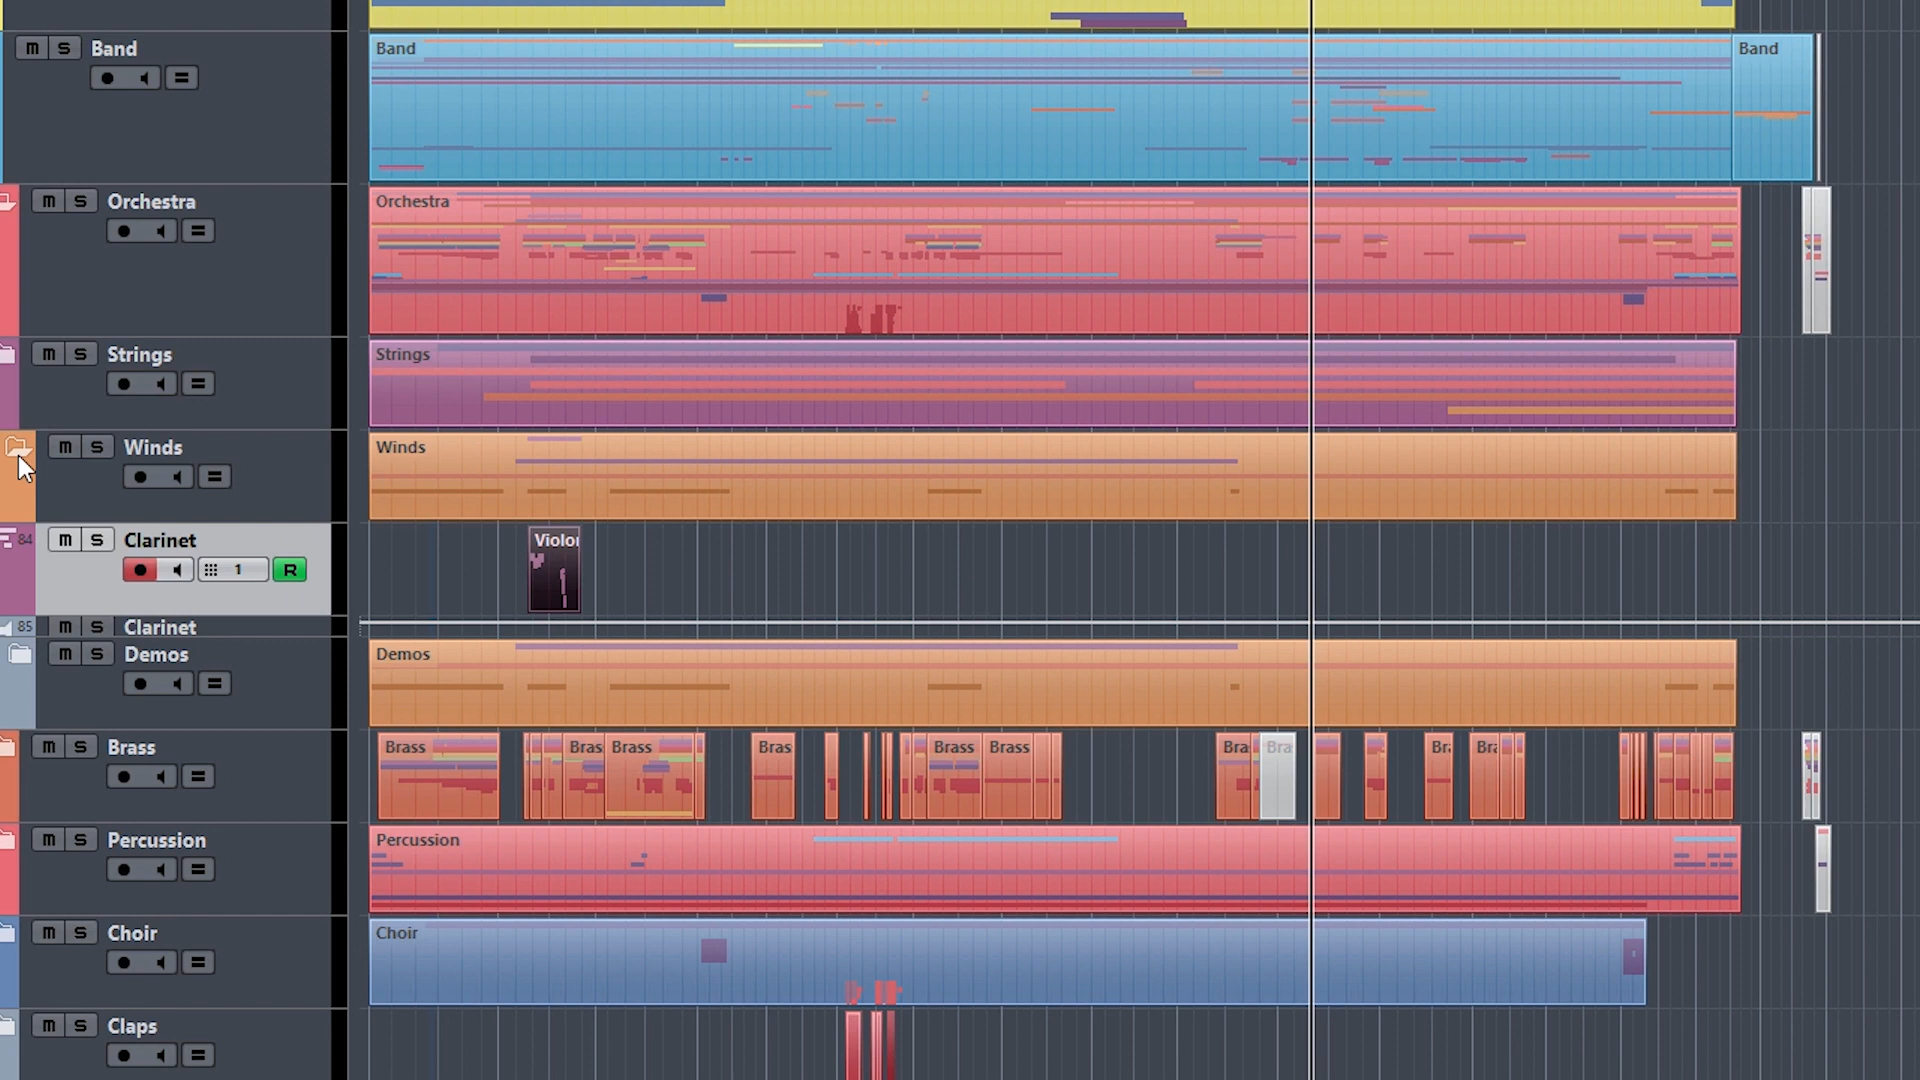 m S Band
Band
Band
m S Orchestra
Orchestra
m S Strings
Strings
m S Winds
Winds
84 m S Clarinet
1 R
Violon
85 m S Clarinet
m S Demos
Demos
m S Brass
Brass Bras Brass Bras Brass Brass Bra Bra Br Bra
m S Percussion
Percussion
m S Choir
Choir
m S Claps